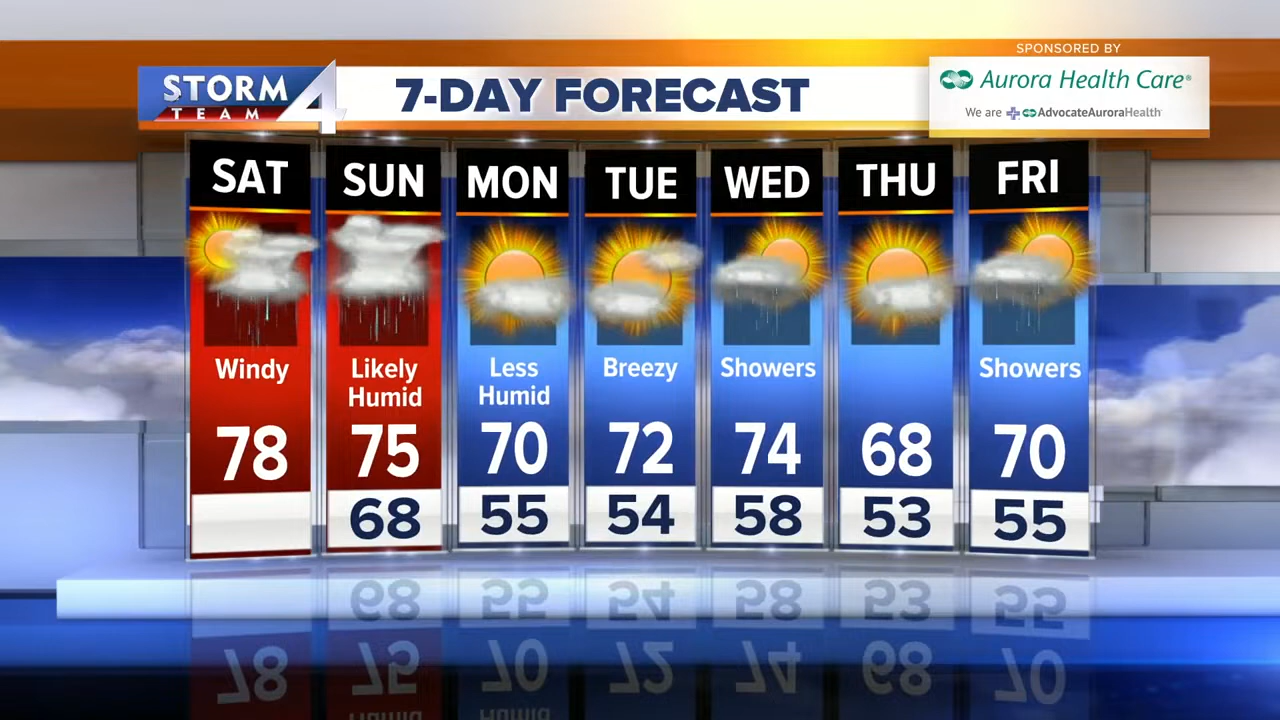 SPONSORED BY
STORM
TEAM 4
7-DAY FORECAST
Aurora Health Care®
We are AdvocateAuroraHealth
SAT
Windy
78
SUN
Likely
Humid
75
68
MON
Less
Humid
70
55
TUE
Breezy
72
54
WED
Showers
74
58
THU
68
53
FRI
Showers
70
55